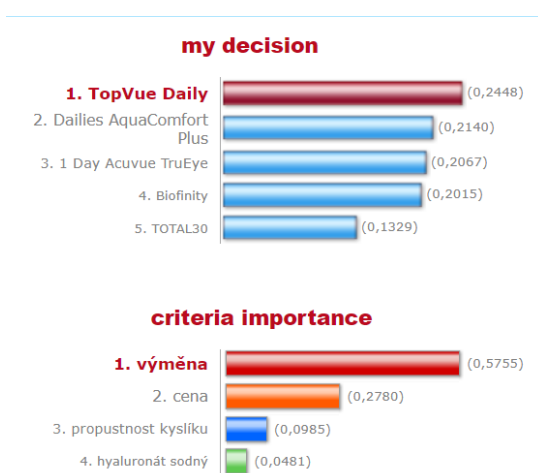 my decision
1. TopVue Daily (0,2448)
2. Dailies AquaComfort
Plus (0,2140)
3. 1 Day Acuvue TruEye (0,2067)
4. Biofinity (0,2015)
5. TOTAL30 (0,1329)
criteria importance
1. výměna (0,5755)
2. cena (0,2780)
3. propustnost kyslíku (0,0985)
4. hyaluronát sodný (0,0481)